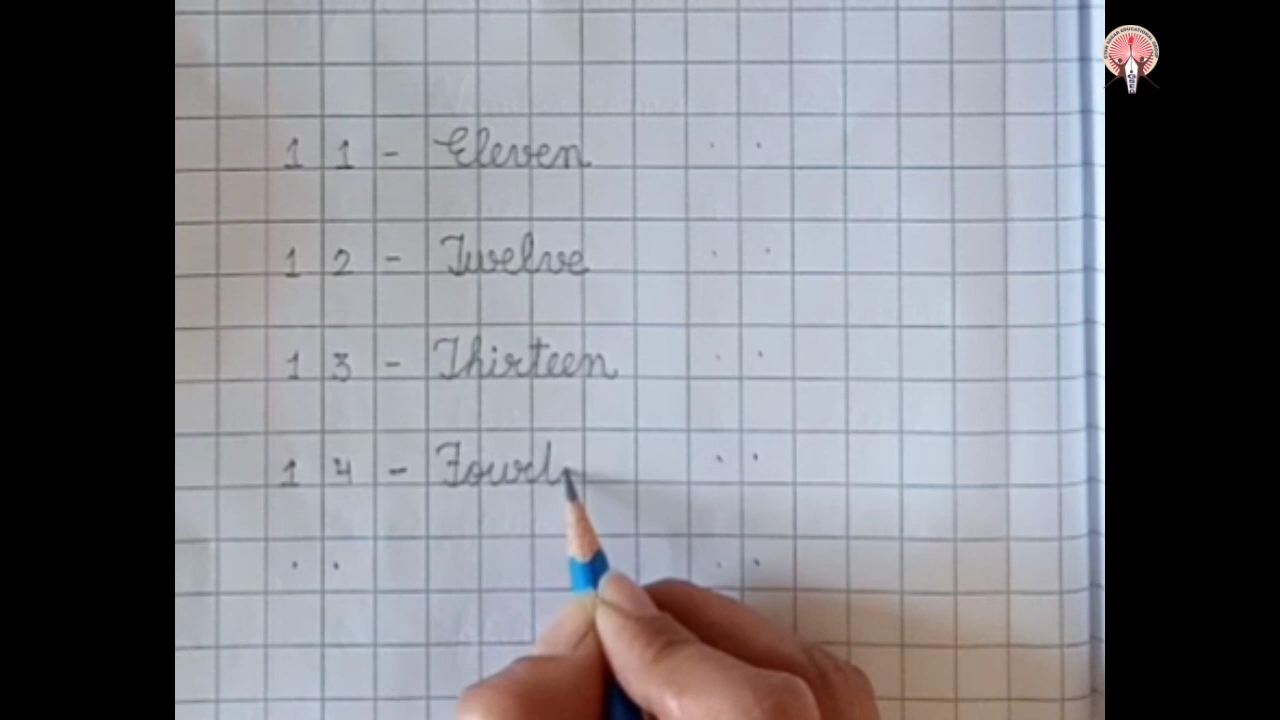 11 - Eleven
12 - Twelve
13 - Thirteen
14 - Fourt